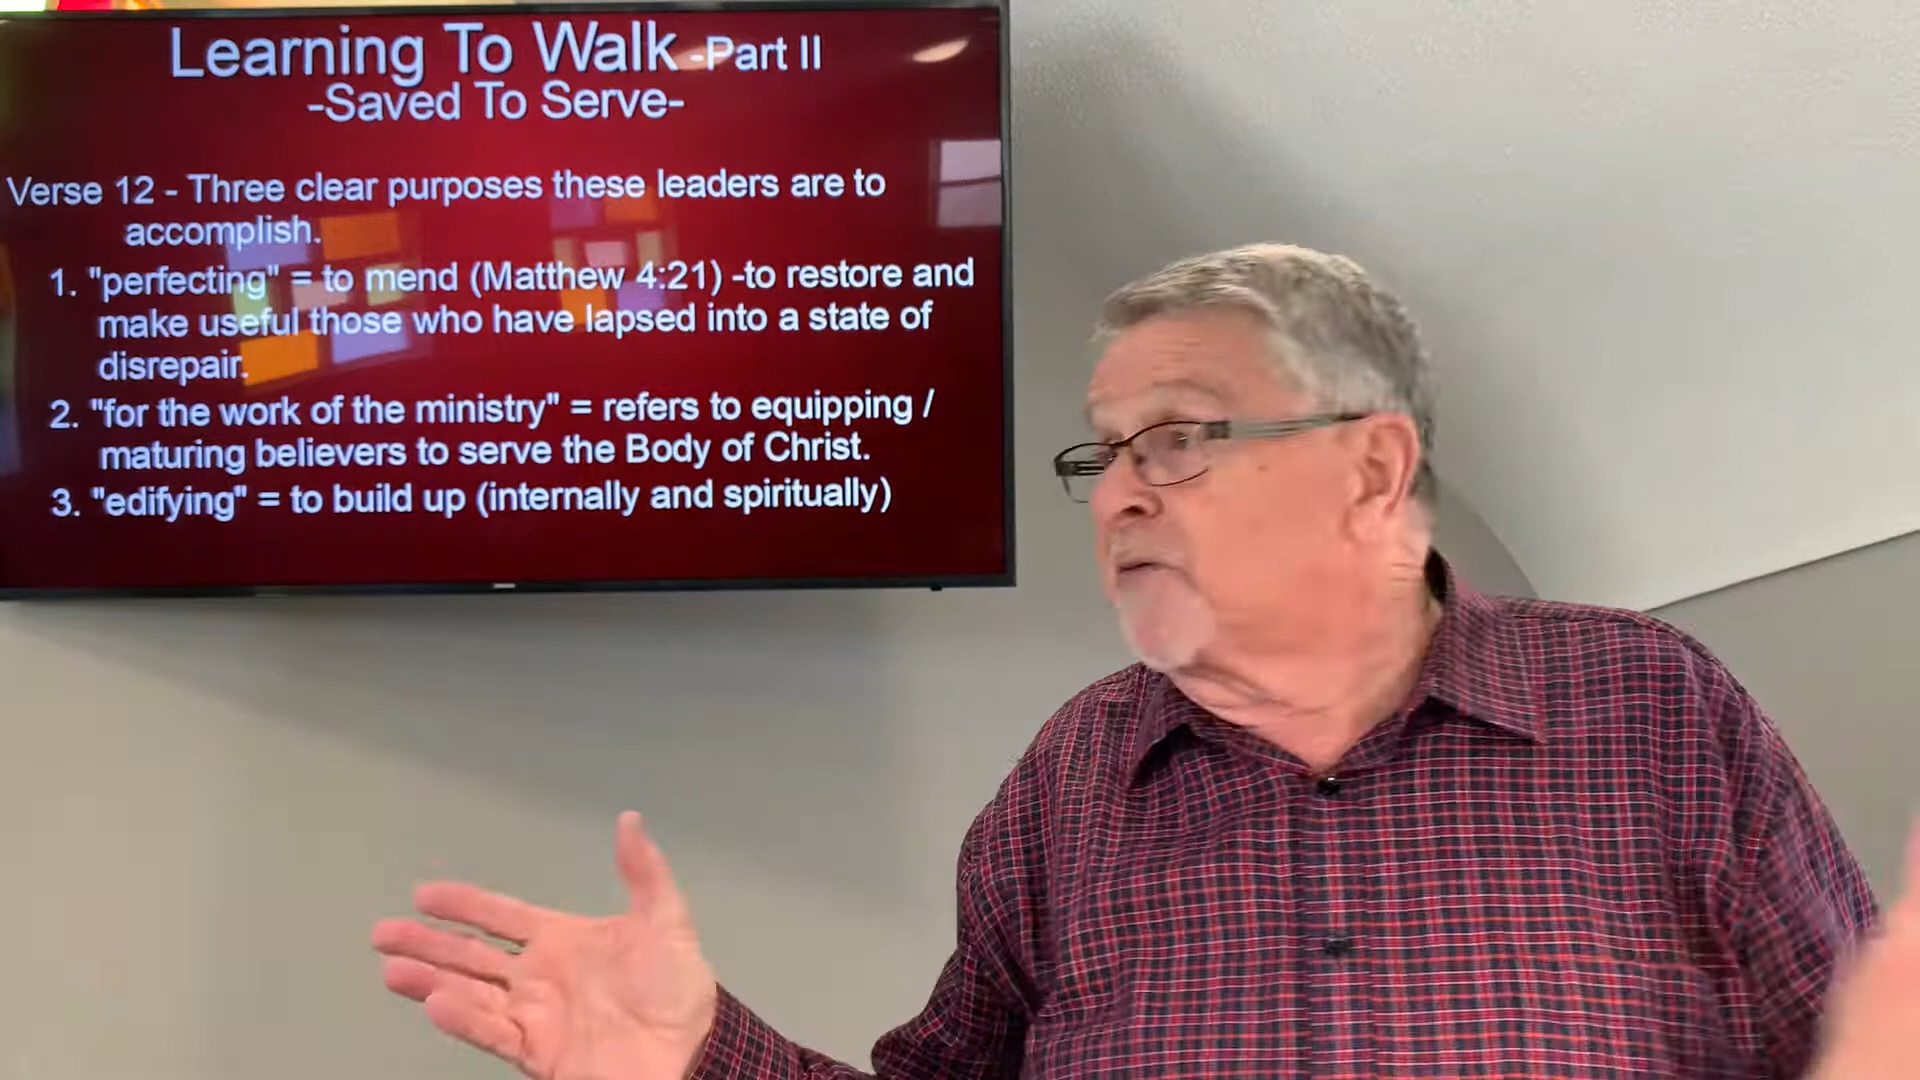 Learning To Walk -Part II
-Saved To Serve-
Verse 12 - Three clear purposes these leaders are to
accomplish.
1. "perfecting" = to mend (Matthew 4:21) -to restore and
make useful those who have lapsed into a state of
disrepair.
2. "for the work of the ministry" = refers to equipping /
maturing believers to serve the Body of Christ.
3. "edifying" = to build up (internally and spiritually)